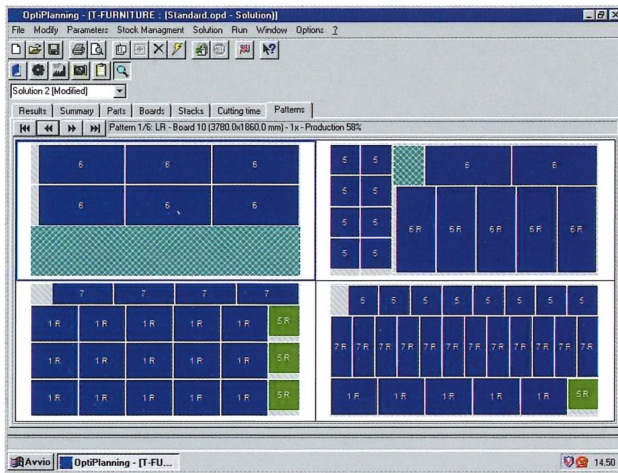 OptiPlanning - [T-FURNITURE : (Standard.opd - Solution)]
File Modify Parameters Stock Managment Solution Run Window Options ?
Solution 2 [Modified]
Results Summary Parts Boards Stacks Cutting time Patterns
Pattern 1/6: LR - Board 10 (3780.0x1860.0 mm) - 1x - Production 58%
6 6 6
6 6 6
5 5 6 6
5 5
5 5 6R 6R 6R 6R 6R
5 5
7 7 7 7
1R 1R 1R 1R 1R 5R
1R 1R 1R 1R 1R 5R
1R 1R 1R 1R 1R 5R
5 5 5 5 5 5 5 5
7R 7R 7R 7R 7R 7R 7R 7R 7R 7R 7R
1R 1R 1R 1R 1R 5R
Avvio OptiPlanning - [T-FU... 14.50